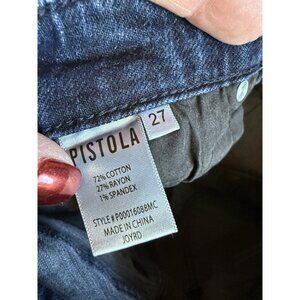 PISTOLA
27
72% COTTON
27% RAYON
1% SPANDEX
STYLE# P0001608BMC
MADE IN CHINA
JOYRD